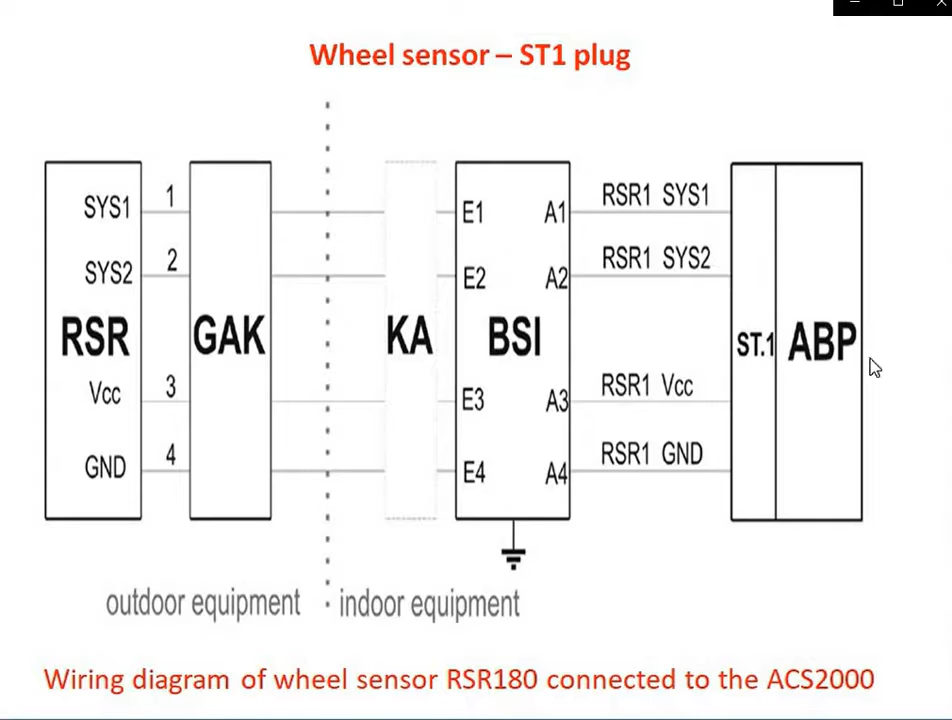 Wheel sensor – ST1 plug
SYS1 1 E1 A1 RSR1 SYS1
SYS2 2 E2 A2 RSR1 SYS2
RSR GAK KA BSI ST.1 ABP
Vcc 3 E3 A3 RSR1 Vcc
GND 4 E4 A4 RSR1 GND
outdoor equipment indoor equipment
Wiring diagram of wheel sensor RSR180 connected to the ACS2000